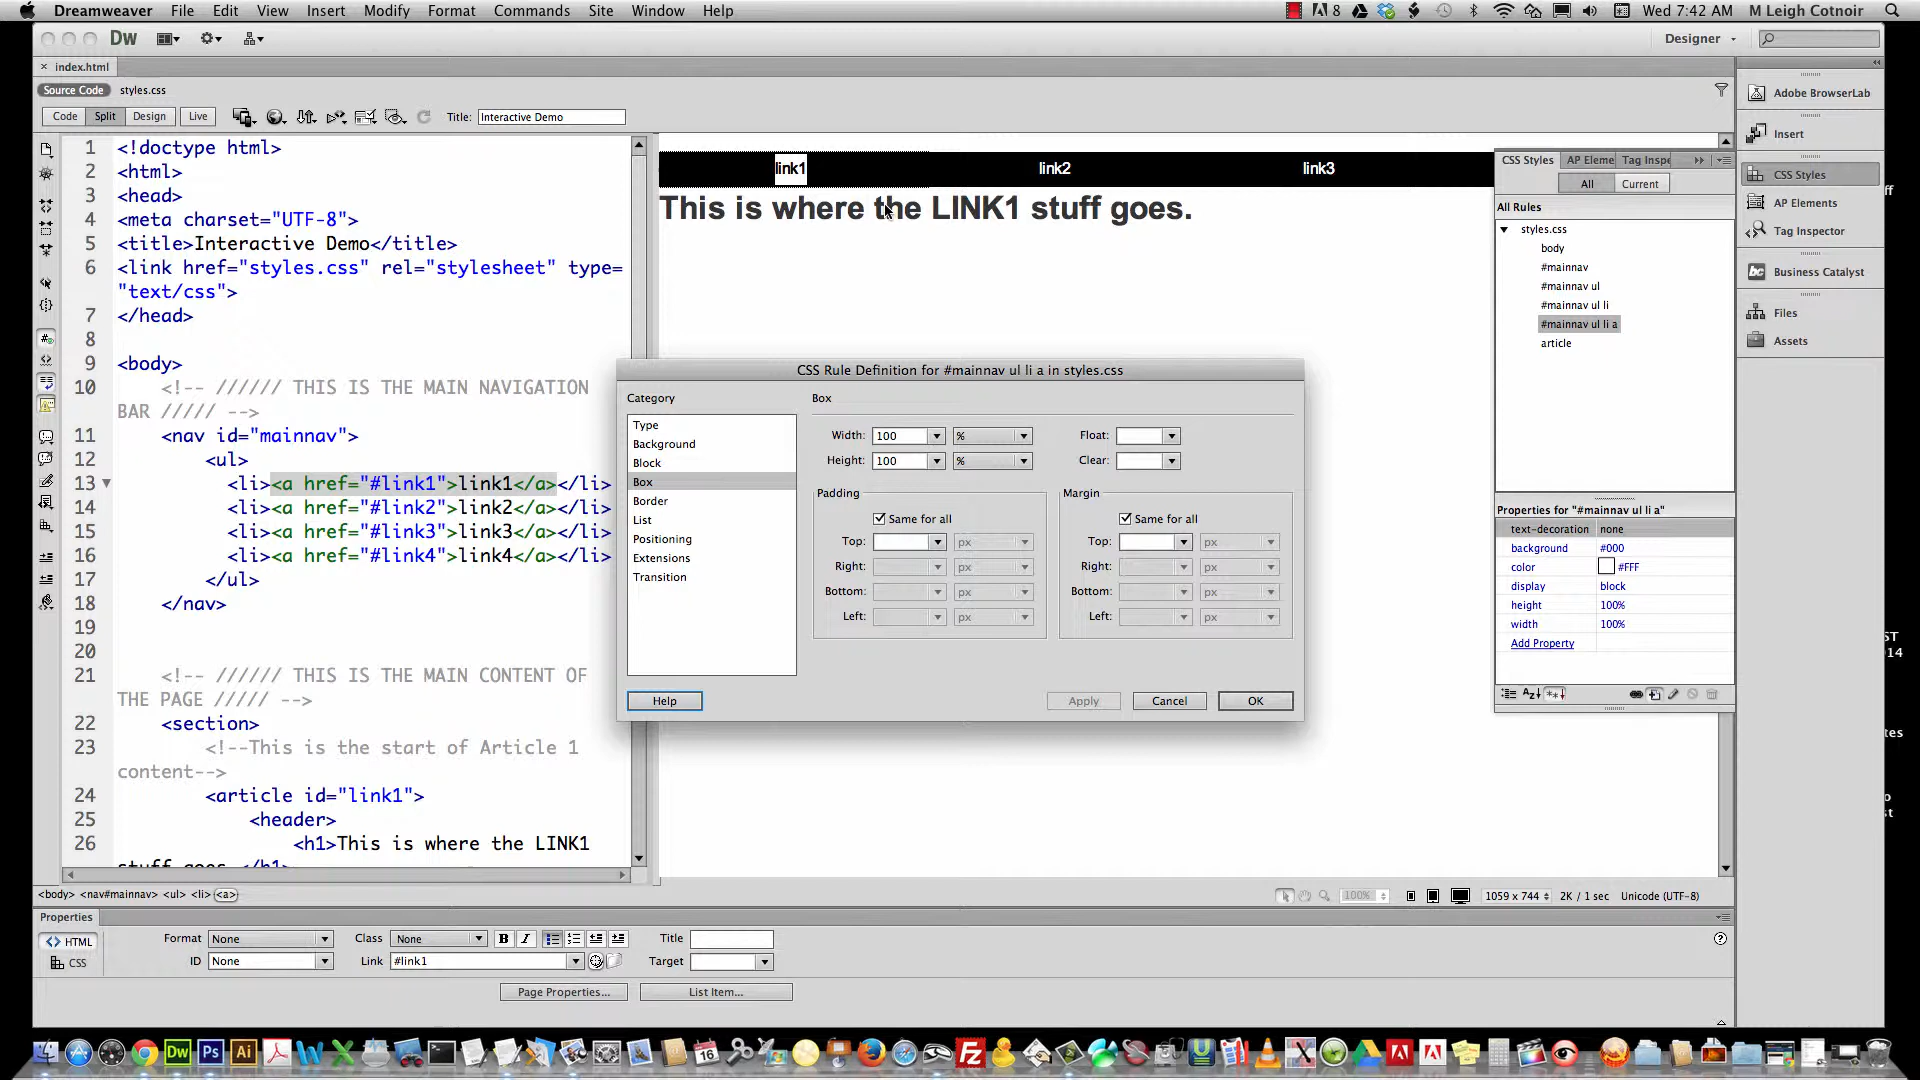 Dreamweaver File Edit View Insert Modify Format Commands Site Window Help
8 Wed 7:42 AM M Leigh Cotnoir
Dw Designer
× index.html
Source Code styles.css
Code Split Design Live Title: Interactive Demo
1 <!doctype html>
2 <html>
3 <head>
4 <meta charset="UTF-8">
5 <title>Interactive Demo</title>
6 <link href="styles.css" rel="stylesheet" type=
"text/css">
7 </head>
8
9 <body>
10 <!-- ////// THIS IS THE MAIN NAVIGATION
BAR ///// -->
11 <nav id="mainnav">
12 <ul>
13 <li><a href="#link1">link1</a></li>
14 <li><a href="#link2">link2</a></li>
15 <li><a href="#link3">link3</a></li>
16 <li><a href="#link4">link4</a></li>
17 </ul>
18 </nav>
19
20
21 <!-- ////// THIS IS THE MAIN CONTENT OF
THE PAGE ///// -->
22 <section>
23 <!--This is the start of Article 1
content-->
24 <article id="link1">
25 <header>
26 <h1>This is where the LINK1
stuff goes.</h1>
link1 link2 link3
This is where the LINK1 stuff goes.
CSS Rule Definition for #mainnav ul li a in styles.css
Category
Type
Background
Block
Box
Border
List
Positioning
Extensions
Transition
Box
Width: 100 % Float:
Height: 100 % Clear:
Padding Margin
Same for all Same for all
Top: px Top: px
Right: px Right: px
Bottom: px Bottom: px
Left: px Left: px
Help Apply Cancel OK
CSS Styles AP Eleme Tag Inspe
All Current
All Rules
styles.css
body
#mainnav
#mainnav ul
#mainnav ul li
#mainnav ul li a
article
Properties for "#mainnav ul li a"
text-decoration none
background #000
color #FFF
display block
height 100%
width 100%
Add Property
Adobe BrowserLab
Insert
CSS Styles
AP Elements
Tag Inspector
Business Catalyst
Files
Assets
<body> <nav#mainnav> <ul> <li> <a>
100% 1059 x 744 2K / 1 sec Unicode (UTF-8)
Properties
HTML Format None Class None B I Title
CSS ID None Link #link1 Target
Page Properties... List Item...
Dw Ps Ai 16